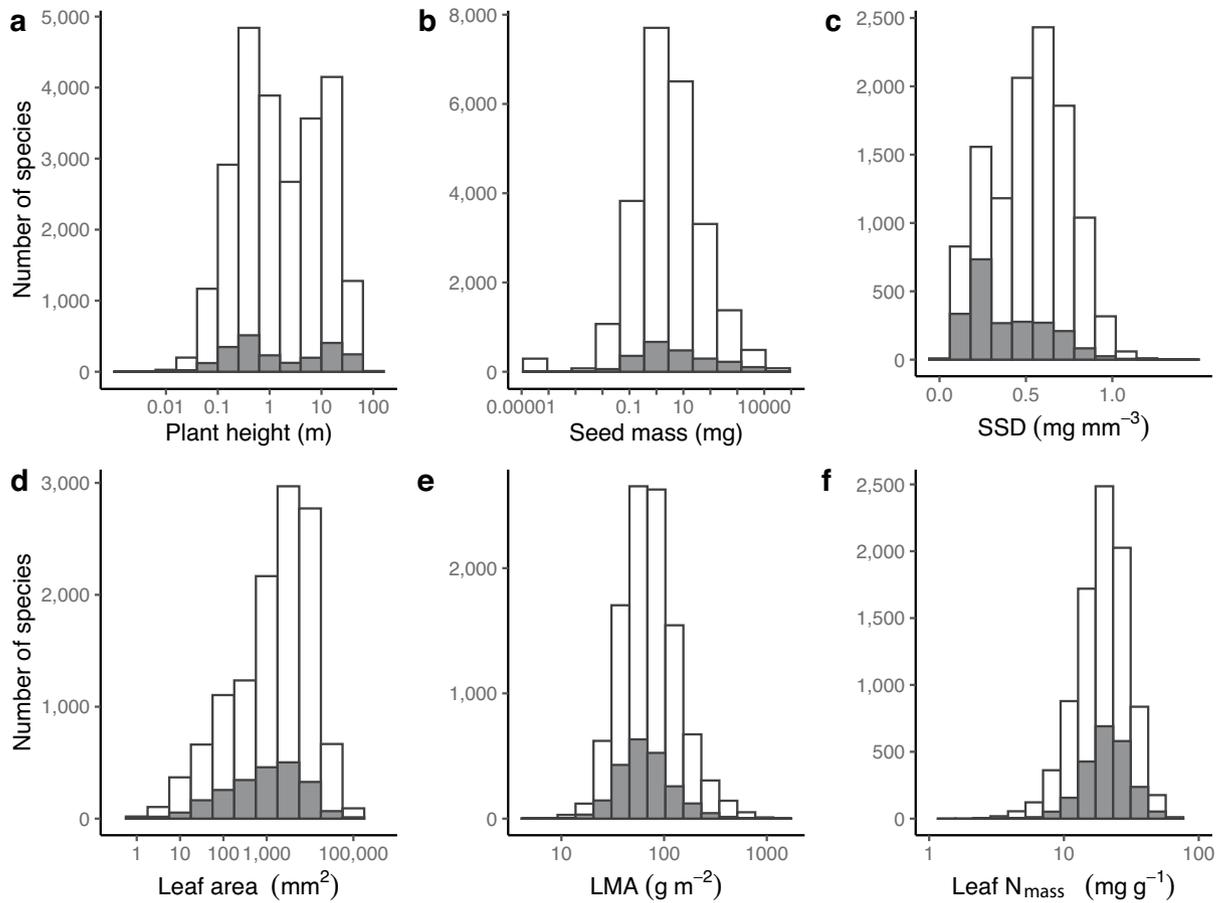 a
5,000
4,000
3,000
2,000
1,000
0
Number of species
0.01 0.1 1 10 100
Plant height (m)
b
8,000
6,000
4,000
2,000
0
0.00001 0.1 10 10000
Seed mass (mg)
c
2,500
2,000
1,500
1,000
500
0
0.0 0.5 1.0
SSD (mg mm⁻³)
d
3,000
2,000
1,000
0
Number of species
1 10 100 1,000 100,000
Leaf area (mm²)
e
2,000
1,000
0
10 100 1000
LMA (g m⁻²)
f
2,500
2,000
1,500
1,000
500
0
1 10 100
Leaf Nmass (mg g⁻¹)